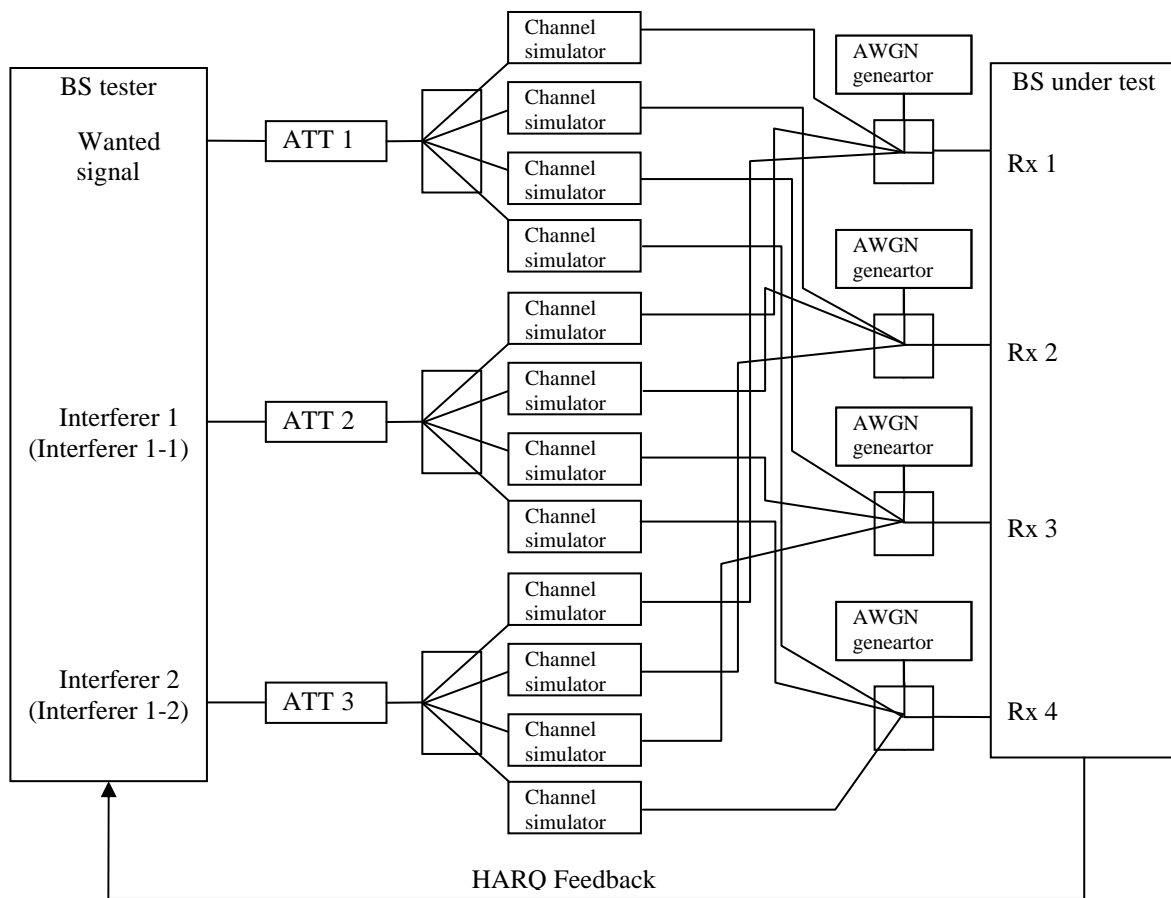 BS tester
Wanted
signal
Interferer 1
(Interferer 1-1)
Interferer 2
(Interferer 1-2)
ATT 1
ATT 2
ATT 3
Channel
simulator
Channel
simulator
Channel
simulator
Channel
simulator
Channel
simulator
Channel
simulator
Channel
simulator
Channel
simulator
Channel
simulator
Channel
simulator
Channel
simulator
Channel
simulator
AWGN
geneartor
AWGN
geneartor
AWGN
geneartor
AWGN
geneartor
BS under test
Rx 1
Rx 2
Rx 3
Rx 4
HARQ Feedback